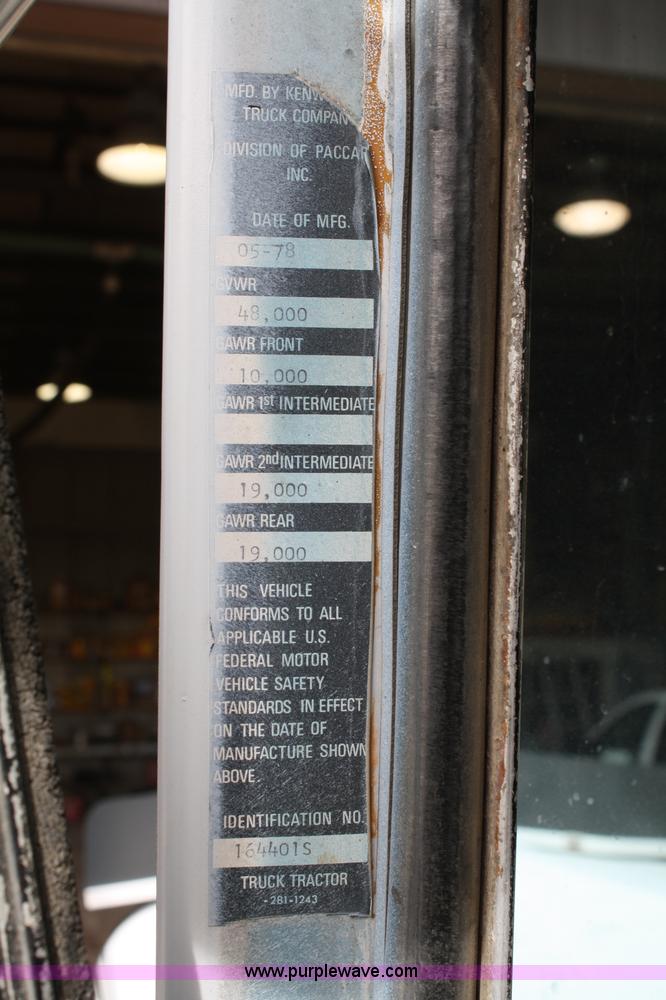 MFD. BY
TRUCK COMPANY
DIVISION OF PACCAR
INC.
DATE OF MFG.
05-78
GVWR
48,000
GAWR FRONT
10,000
GAWR 1st INTERMEDIATE
GAWR 2nd INTERMEDIATE
19,000
GAWR REAR
19,000
THIS VEHICLE
CONFORMS TO ALL
APPLICABLE U.S.
FEDERAL MOTOR
VEHICLE SAFETY
STANDARDS IN EFFECT
ON THE DATE OF
MANUFACTURE SHOWN
ABOVE.
IDENTIFICATION NO.
164401S
TRUCK TRACTOR
-281-1243
www.purplewave.com